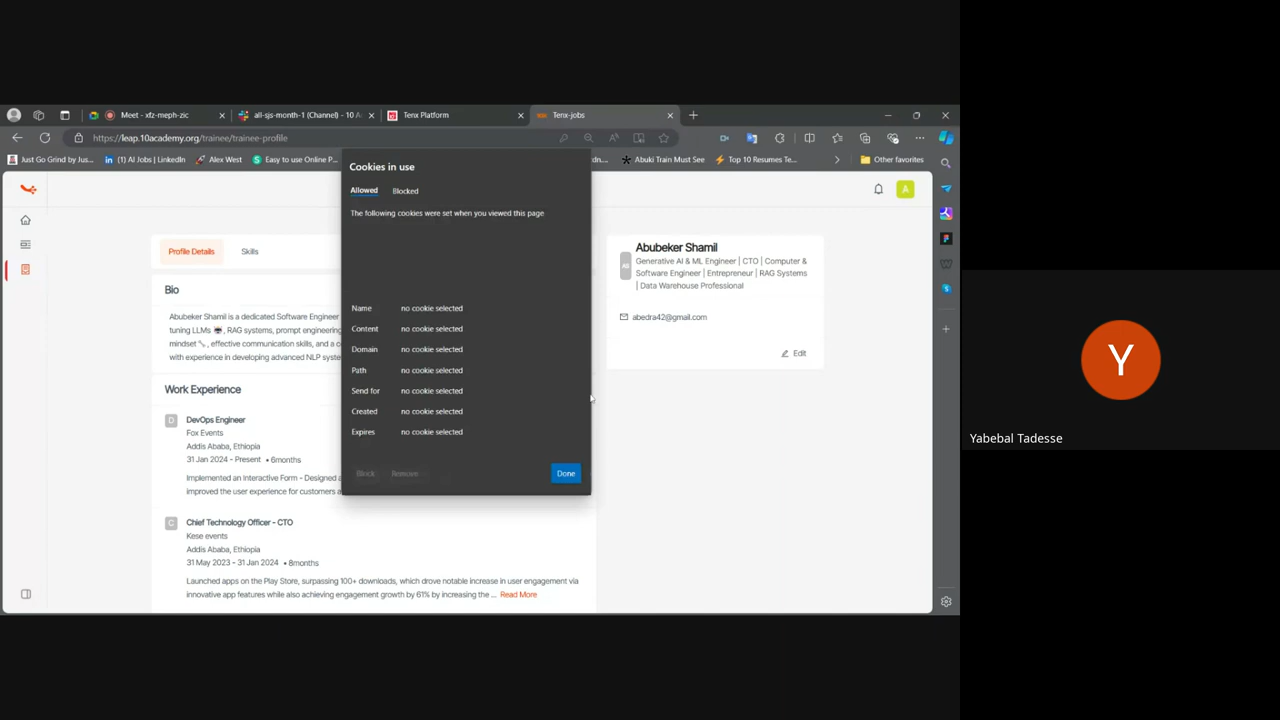 Meet - xfz-meph-zic
all-sjs-month-1 (Channel) - 10 A
Tenx Platform
Tenx-jobs
https://leap.10academy.org/trainee/trainee-profile
Just Go Grind by Jus...
(1) AI Jobs | LinkedIn
Alex West
Easy to use Online P...
rdn...
Abuki Train Must See
Top 10 Resumes Te...
Other favorites
A
Profile Details
Skills
Bio
Abubeker Shamil is a dedicated Software Engineer
tuning LLMs , RAG systems, prompt engineering
mindset , effective communication skills, and a c
with experience in developing advanced NLP syste
Work Experience
D
DevOps Engineer
Fox Events
Addis Ababa, Ethiopia
31 Jan 2024 - Present • 6months
Implemented an Interactive Form - Designed a
improved the user experience for customers a
C
Chief Technology Officer - CTO
Kese events
Addis Ababa, Ethiopia
31 May 2023 - 31 Jan 2024 • 8months
Launched apps on the Play Store, surpassing 100+ downloads, which drove notable increase in user engagement via
innovative app features while also achieving engagement growth by 61% by increasing the ... Read More
Cookies in use
Allowed
Blocked
The following cookies were set when you viewed this page
Name no cookie selected
Content no cookie selected
Domain no cookie selected
Path no cookie selected
Send for no cookie selected
Created no cookie selected
Expires no cookie selected
Block
Remove
Done
Abubeker Shamil
Generative AI & ML Engineer | CTO | Computer &
Software Engineer | Entrepreneur | RAG Systems
| Data Warehouse Professional
abedra42@gmail.com
Edit
Y
Yabebal Tadesse